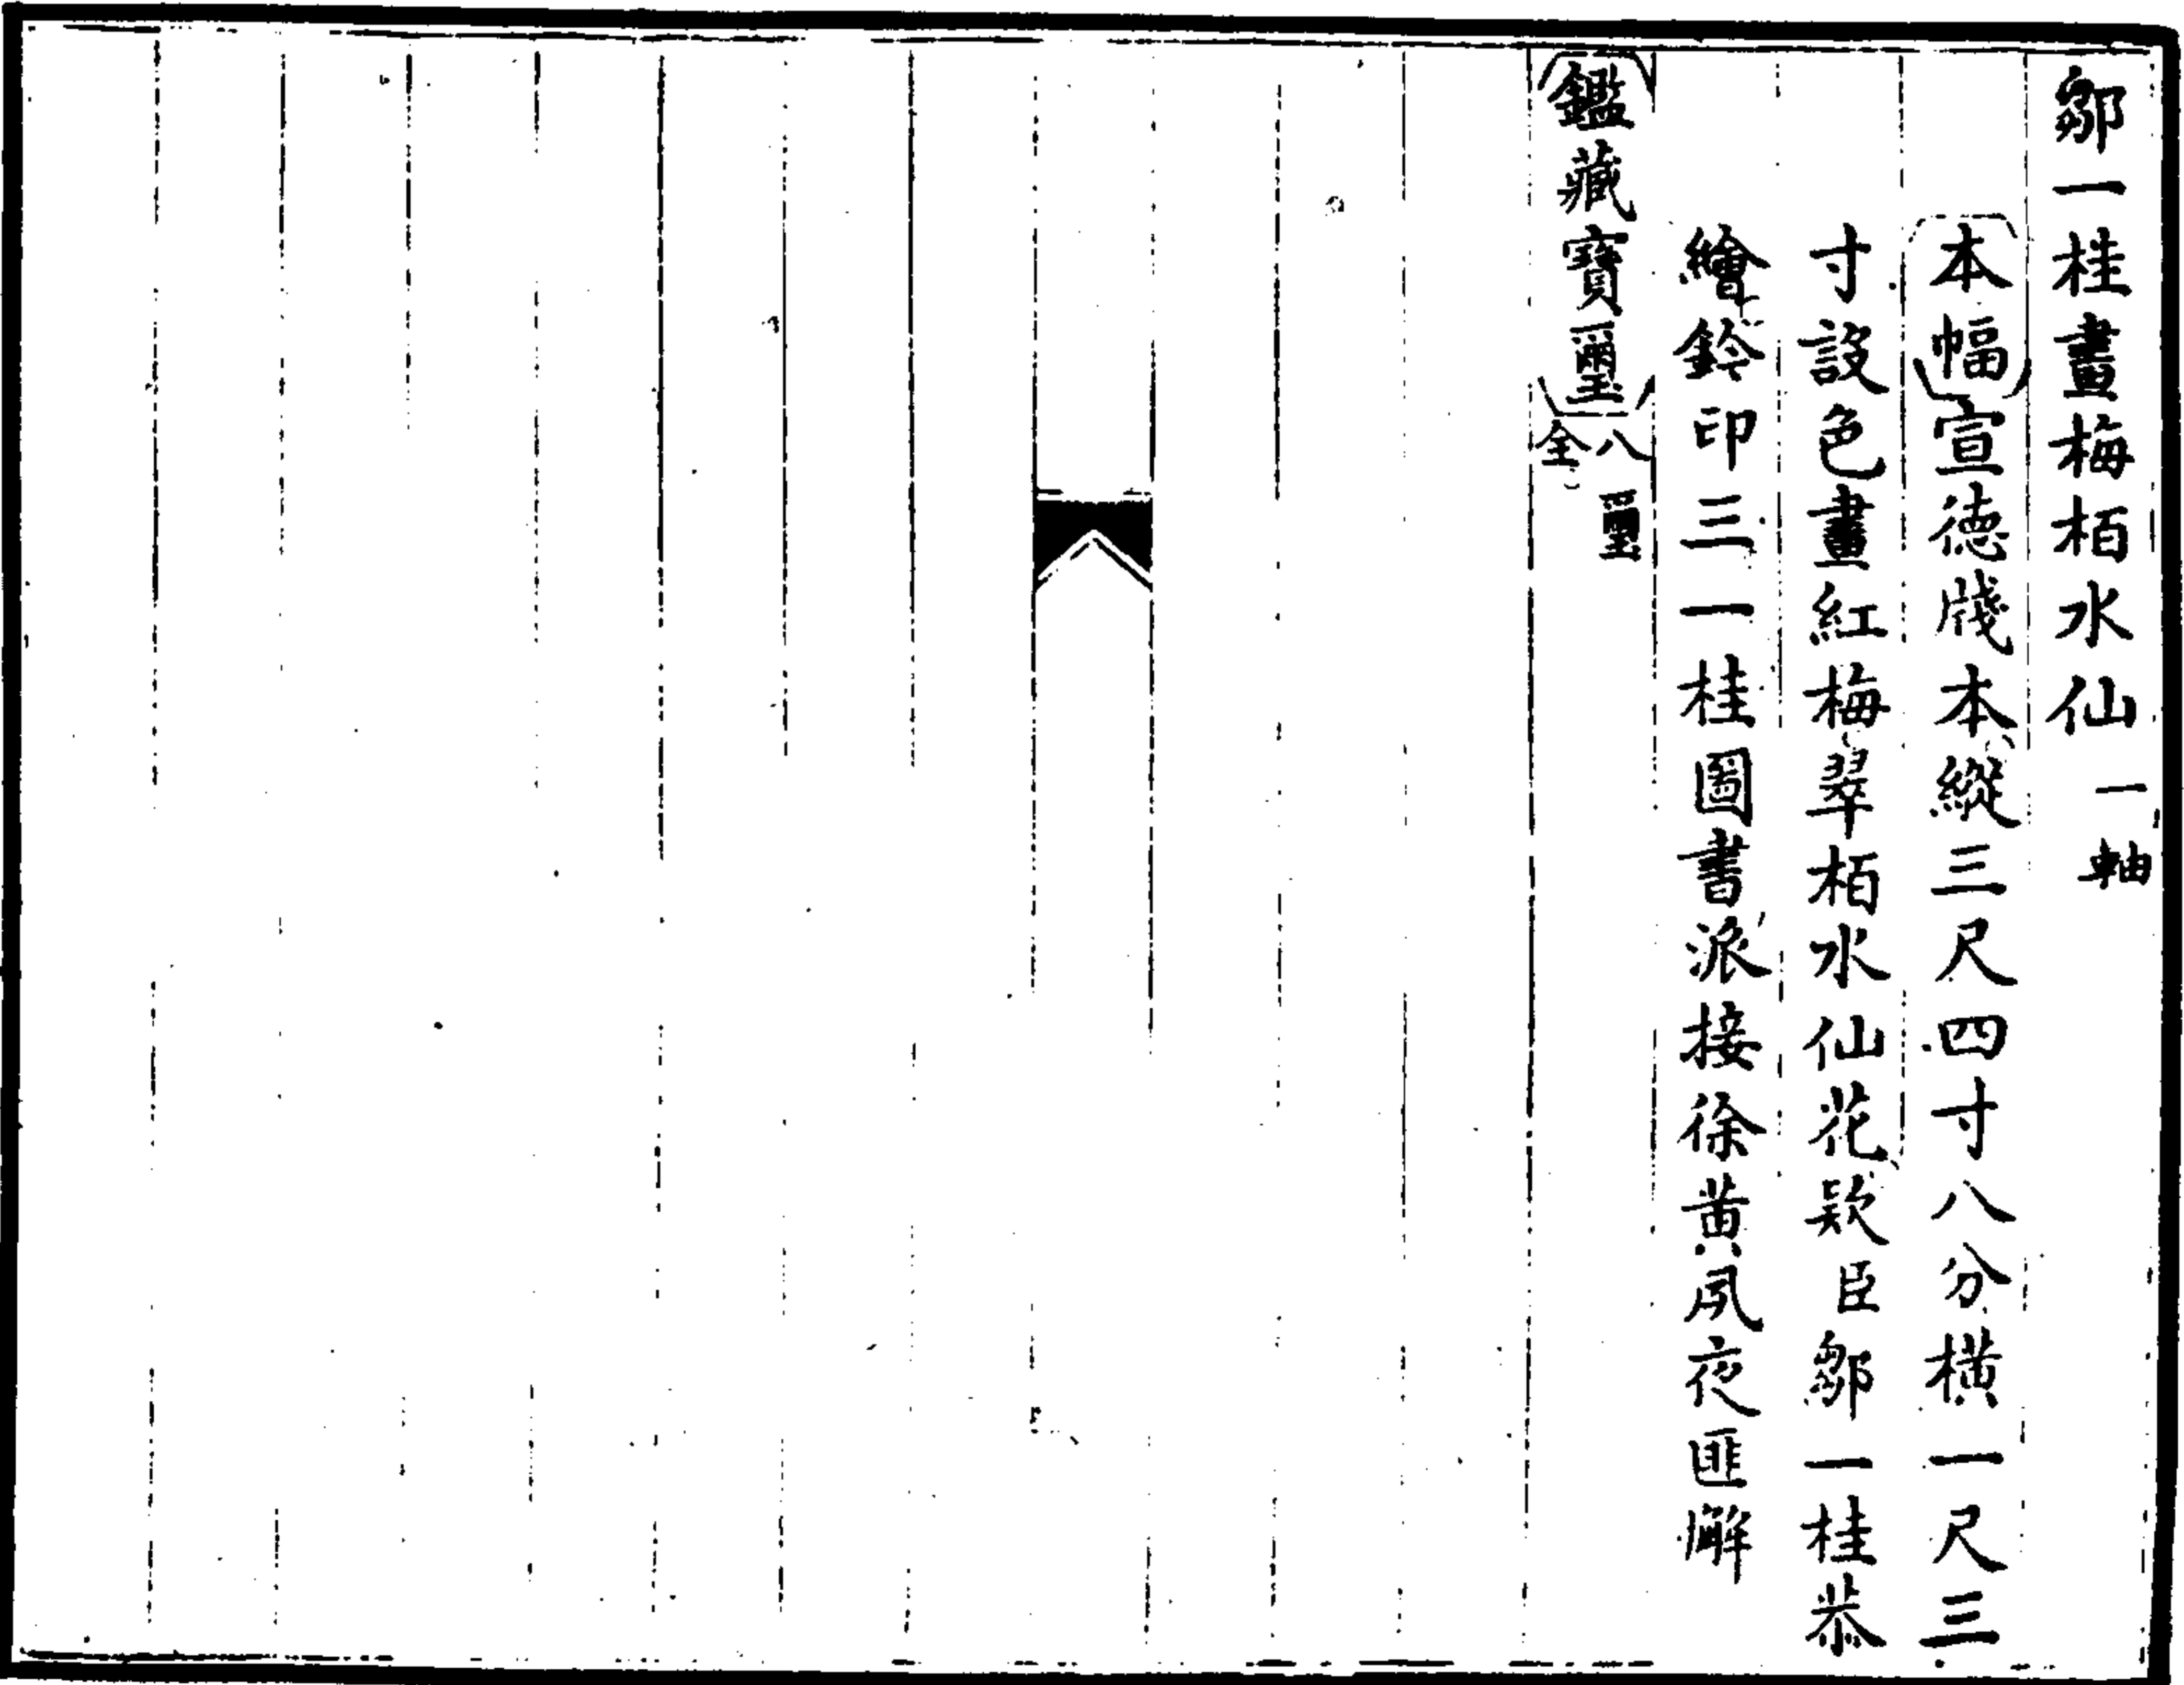 鄒一桂畫梅栢水仙一軸
本幅宣德牋本縱三尺四寸八分橫一尺三
寸設色畫紅梅翠栢水仙花欵臣鄒一桂恭
繪鈐印三一桂圖書派接徐黄夙夜匪懈
鑑藏寶璽八璽全